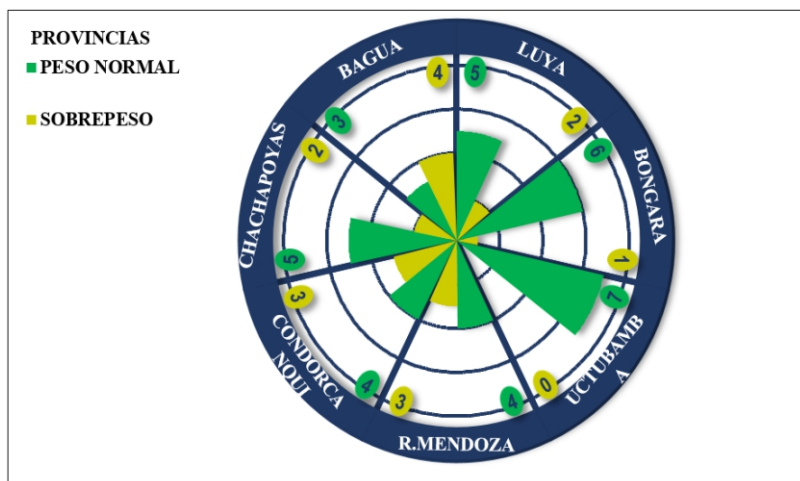 PROVINCIAS
PESO NORMAL
SOBREPESO
LUYA
5
2
BONGARA
6
1
UCTUBAMB
A
7
0
R.MENDOZA
4
3
CONDORCA
NQUI
4
3
CHACHAPOYAS
5
2
BAGUA
3
4